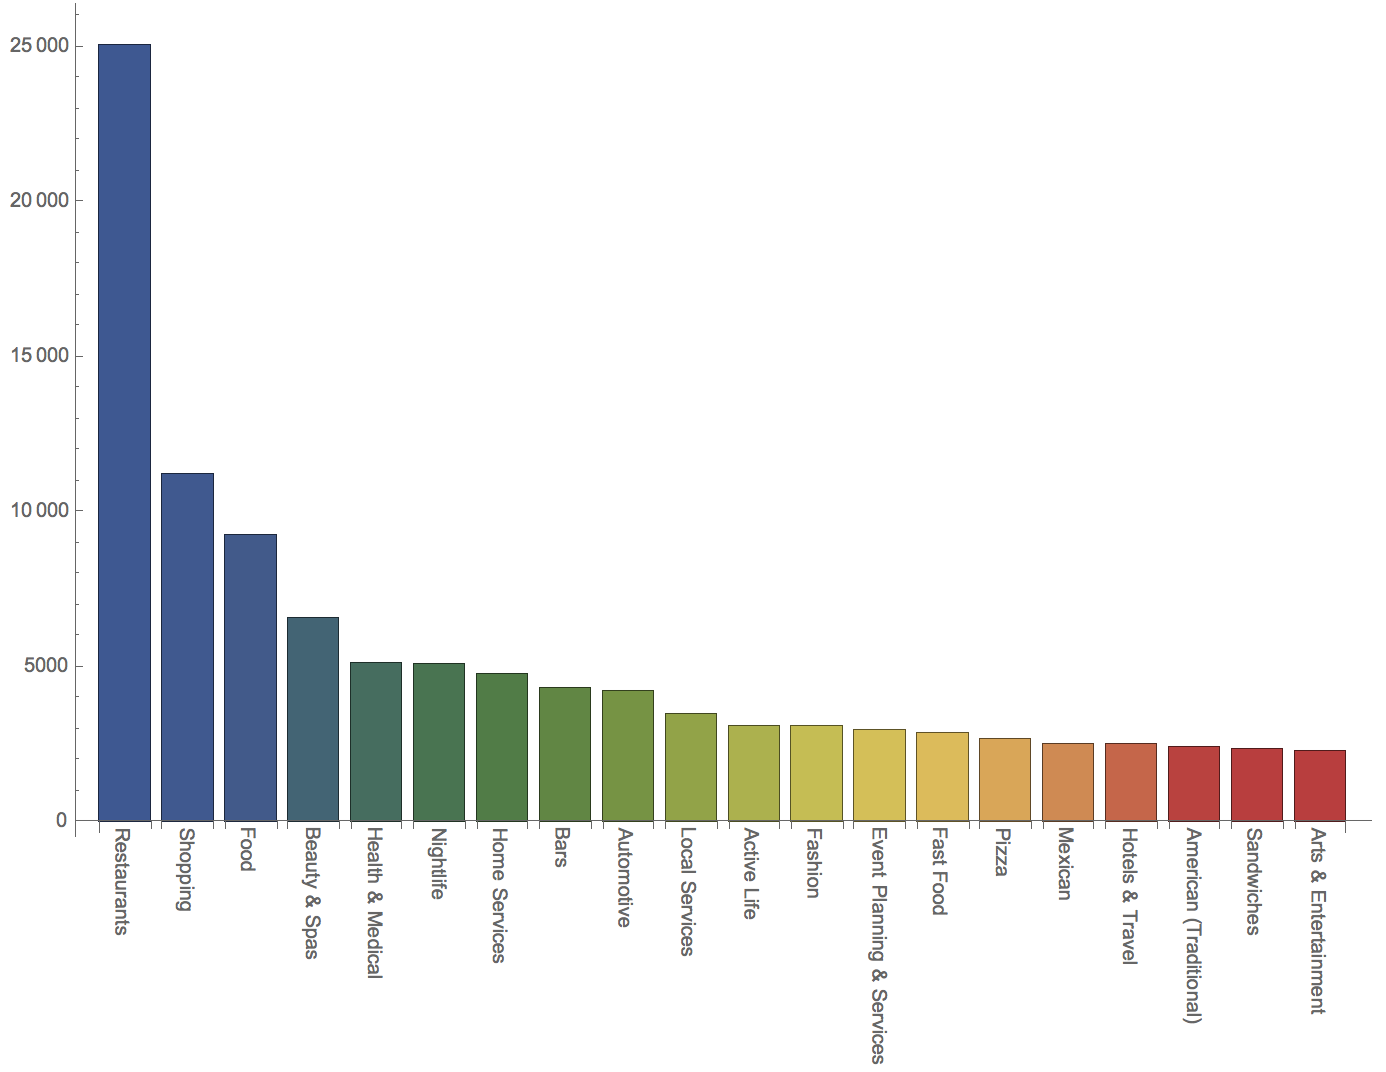 25 000
20 000
15 000
10 000
5000
0
Restaurants
Shopping
Food
Beauty & Spas
Health & Medical
Nightlife
Home Services
Bars
Automotive
Local Services
Active Life
Fashion
Event Planning & Services
Fast Food
Pizza
Mexican
Hotels & Travel
American (Traditional)
Sandwiches
Arts & Entertainment